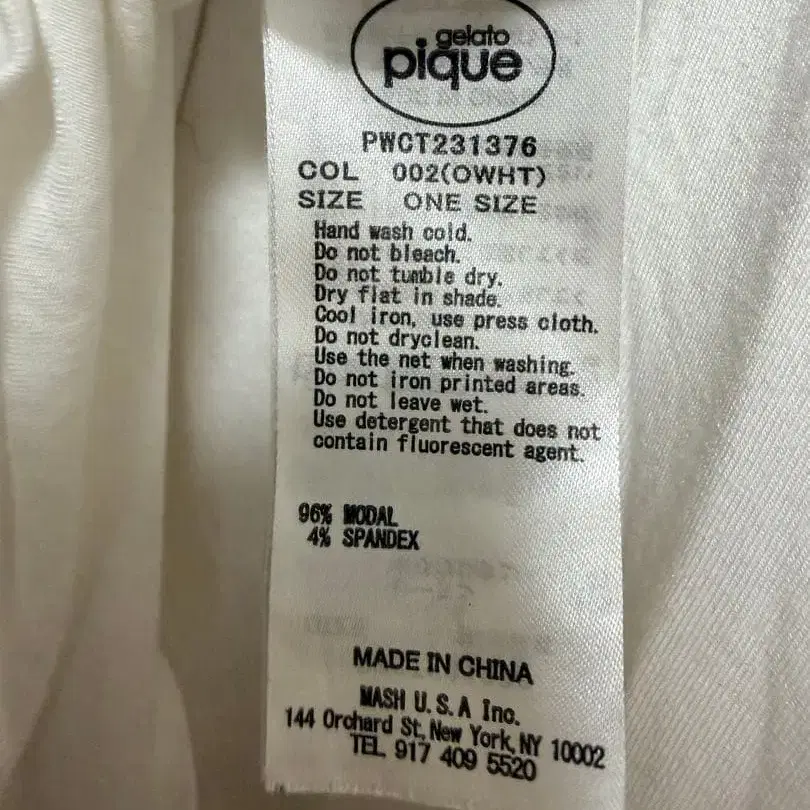 gelato
pique
PWCT231376
COL 002(OWHT)
SIZE ONE SIZE
Hand wash cold.
Do not bleach.
Do not tumble dry.
Dry flat in shade.
Cool iron, use press cloth.
Do not dryclean.
Use the net when washing.
Do not iron printed areas.
Do not leave wet.
Use detergent that does not
contain fluorescent agent.
96% MODAL
4% SPANDEX
MADE IN CHINA
MASH U.S.A Inc.
144 Orchard St, New York, NY 10002
TEL 917 409 5520